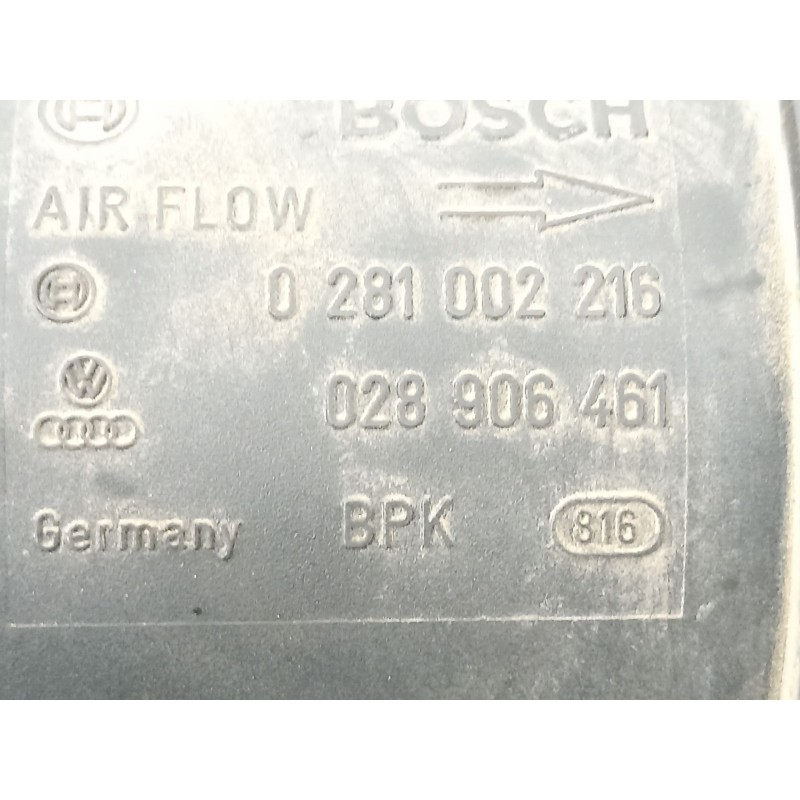 BOSCH
AIR FLOW
0 281 002 216
028 906 461
Germany BPK 816